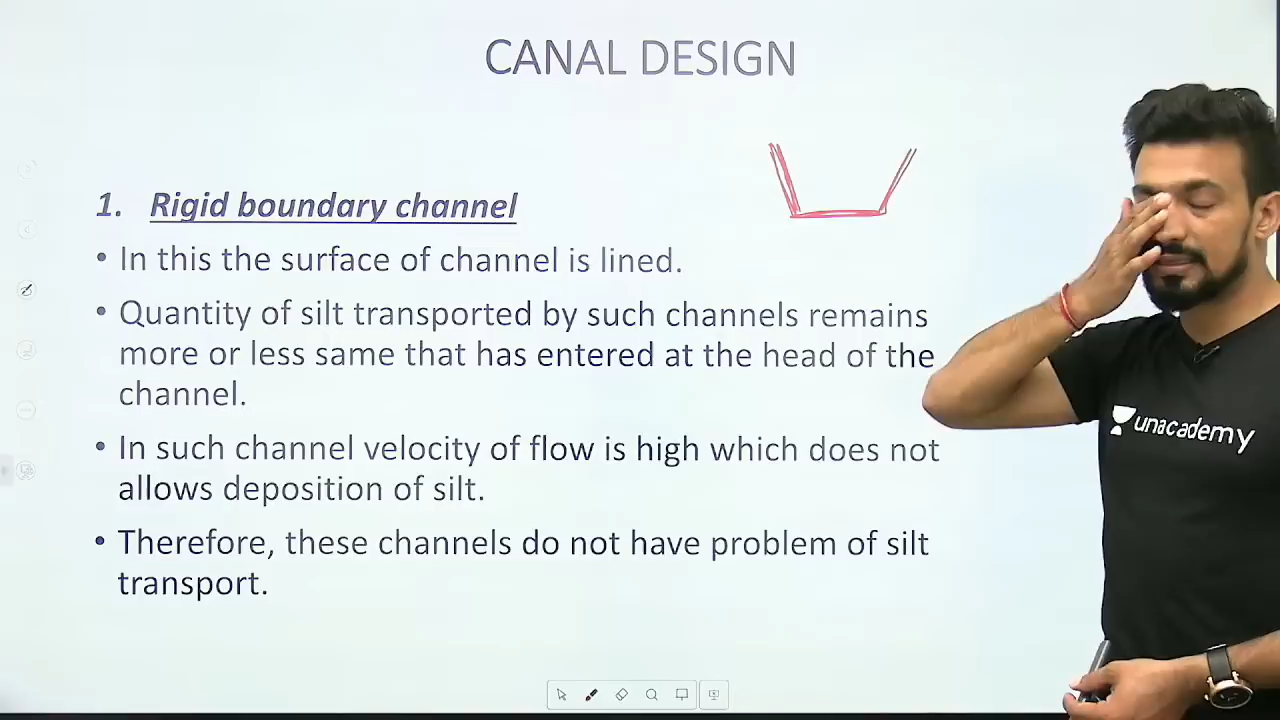 CANAL DESIGN
1. Rigid boundary channel
• In this the surface of channel is lined.
• Quantity of silt transported by such channels remains
more or less same that has entered at the head of the
channel.
• In such channel velocity of flow is high which does not
allows deposition of silt.
• Therefore, these channels do not have problem of silt
transport.
unacademy